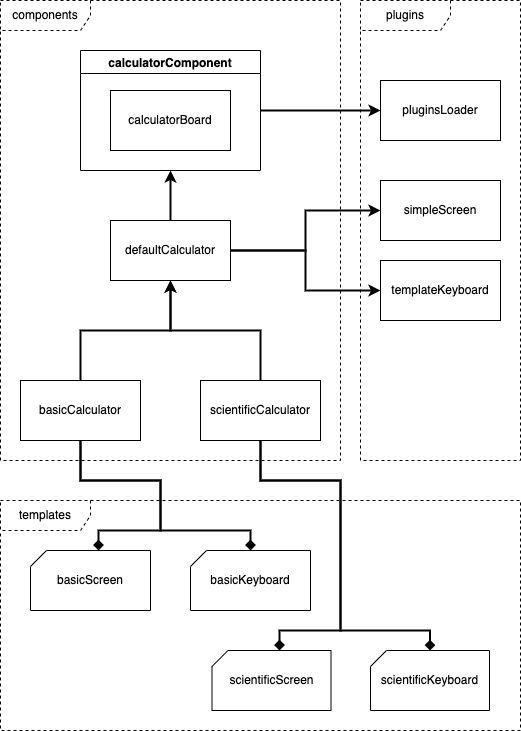 components
plugins
calculatorComponent
calculatorBoard
pluginsLoader
simpleScreen
defaultCalculator
templateKeyboard
basicCalculator
scientificCalculator
templates
basicScreen
basicKeyboard
scientificScreen
scientificKeyboard